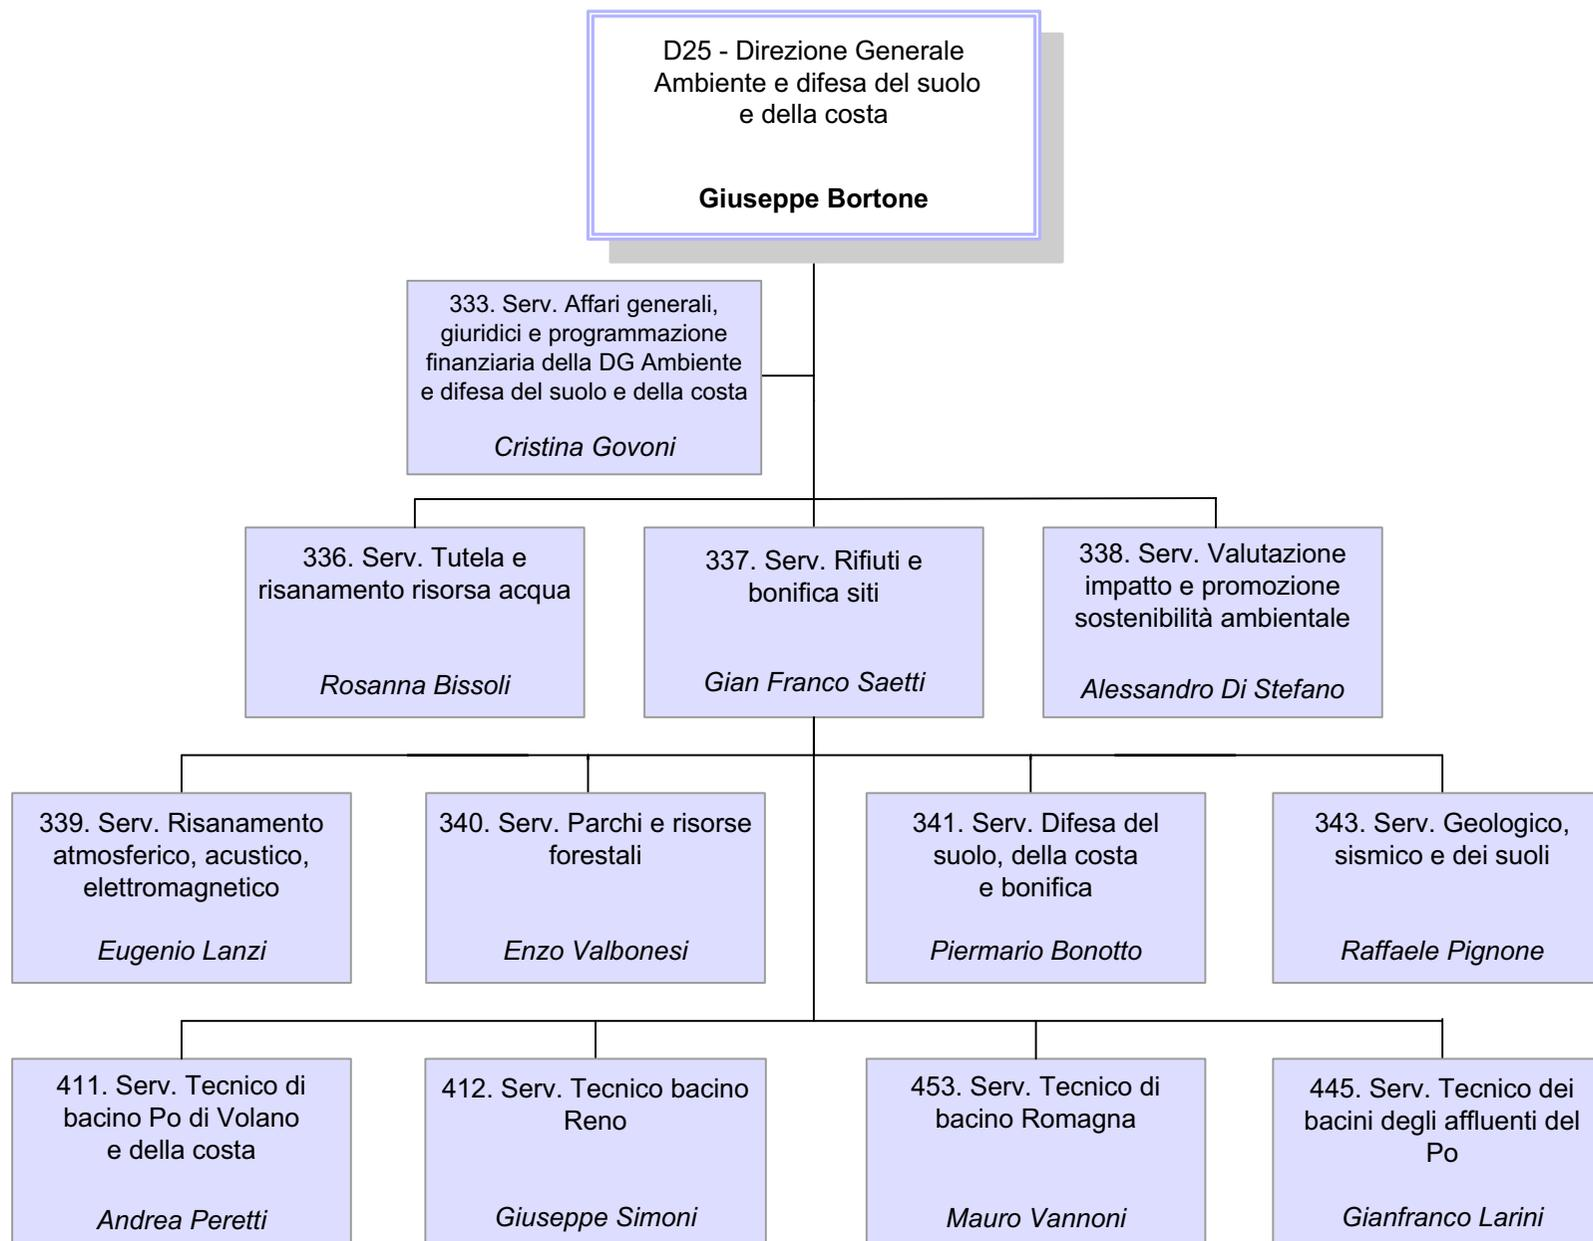 D25 - Direzione Generale
Ambiente e difesa del suolo
e della costa
Giuseppe Bortone
333. Serv. Affari generali,
giuridici e programmazione
finanziaria della DG Ambiente
e difesa del suolo e della costa
Cristina Govoni
336. Serv. Tutela e
risanamento risorsa acqua
Rosanna Bissoli
337. Serv. Rifiuti e
bonifica siti
Gian Franco Saetti
338. Serv. Valutazione
impatto e promozione
sostenibilità ambientale
Alessandro Di Stefano
339. Serv. Risanamento
atmosferico, acustico,
elettromagnetico
Eugenio Lanzi
340. Serv. Parchi e risorse
forestali
Enzo Valbonesi
341. Serv. Difesa del
suolo, della costa
e bonifica
Piermario Bonotto
343. Serv. Geologico,
sismico e dei suoli
Raffaele Pignone
411. Serv. Tecnico di
bacino Po di Volano
e della costa
Andrea Peretti
412. Serv. Tecnico bacino
Reno
Giuseppe Simoni
453. Serv. Tecnico di
bacino Romagna
Mauro Vannoni
445. Serv. Tecnico dei
bacini degli affluenti del
Po
Gianfranco Larini